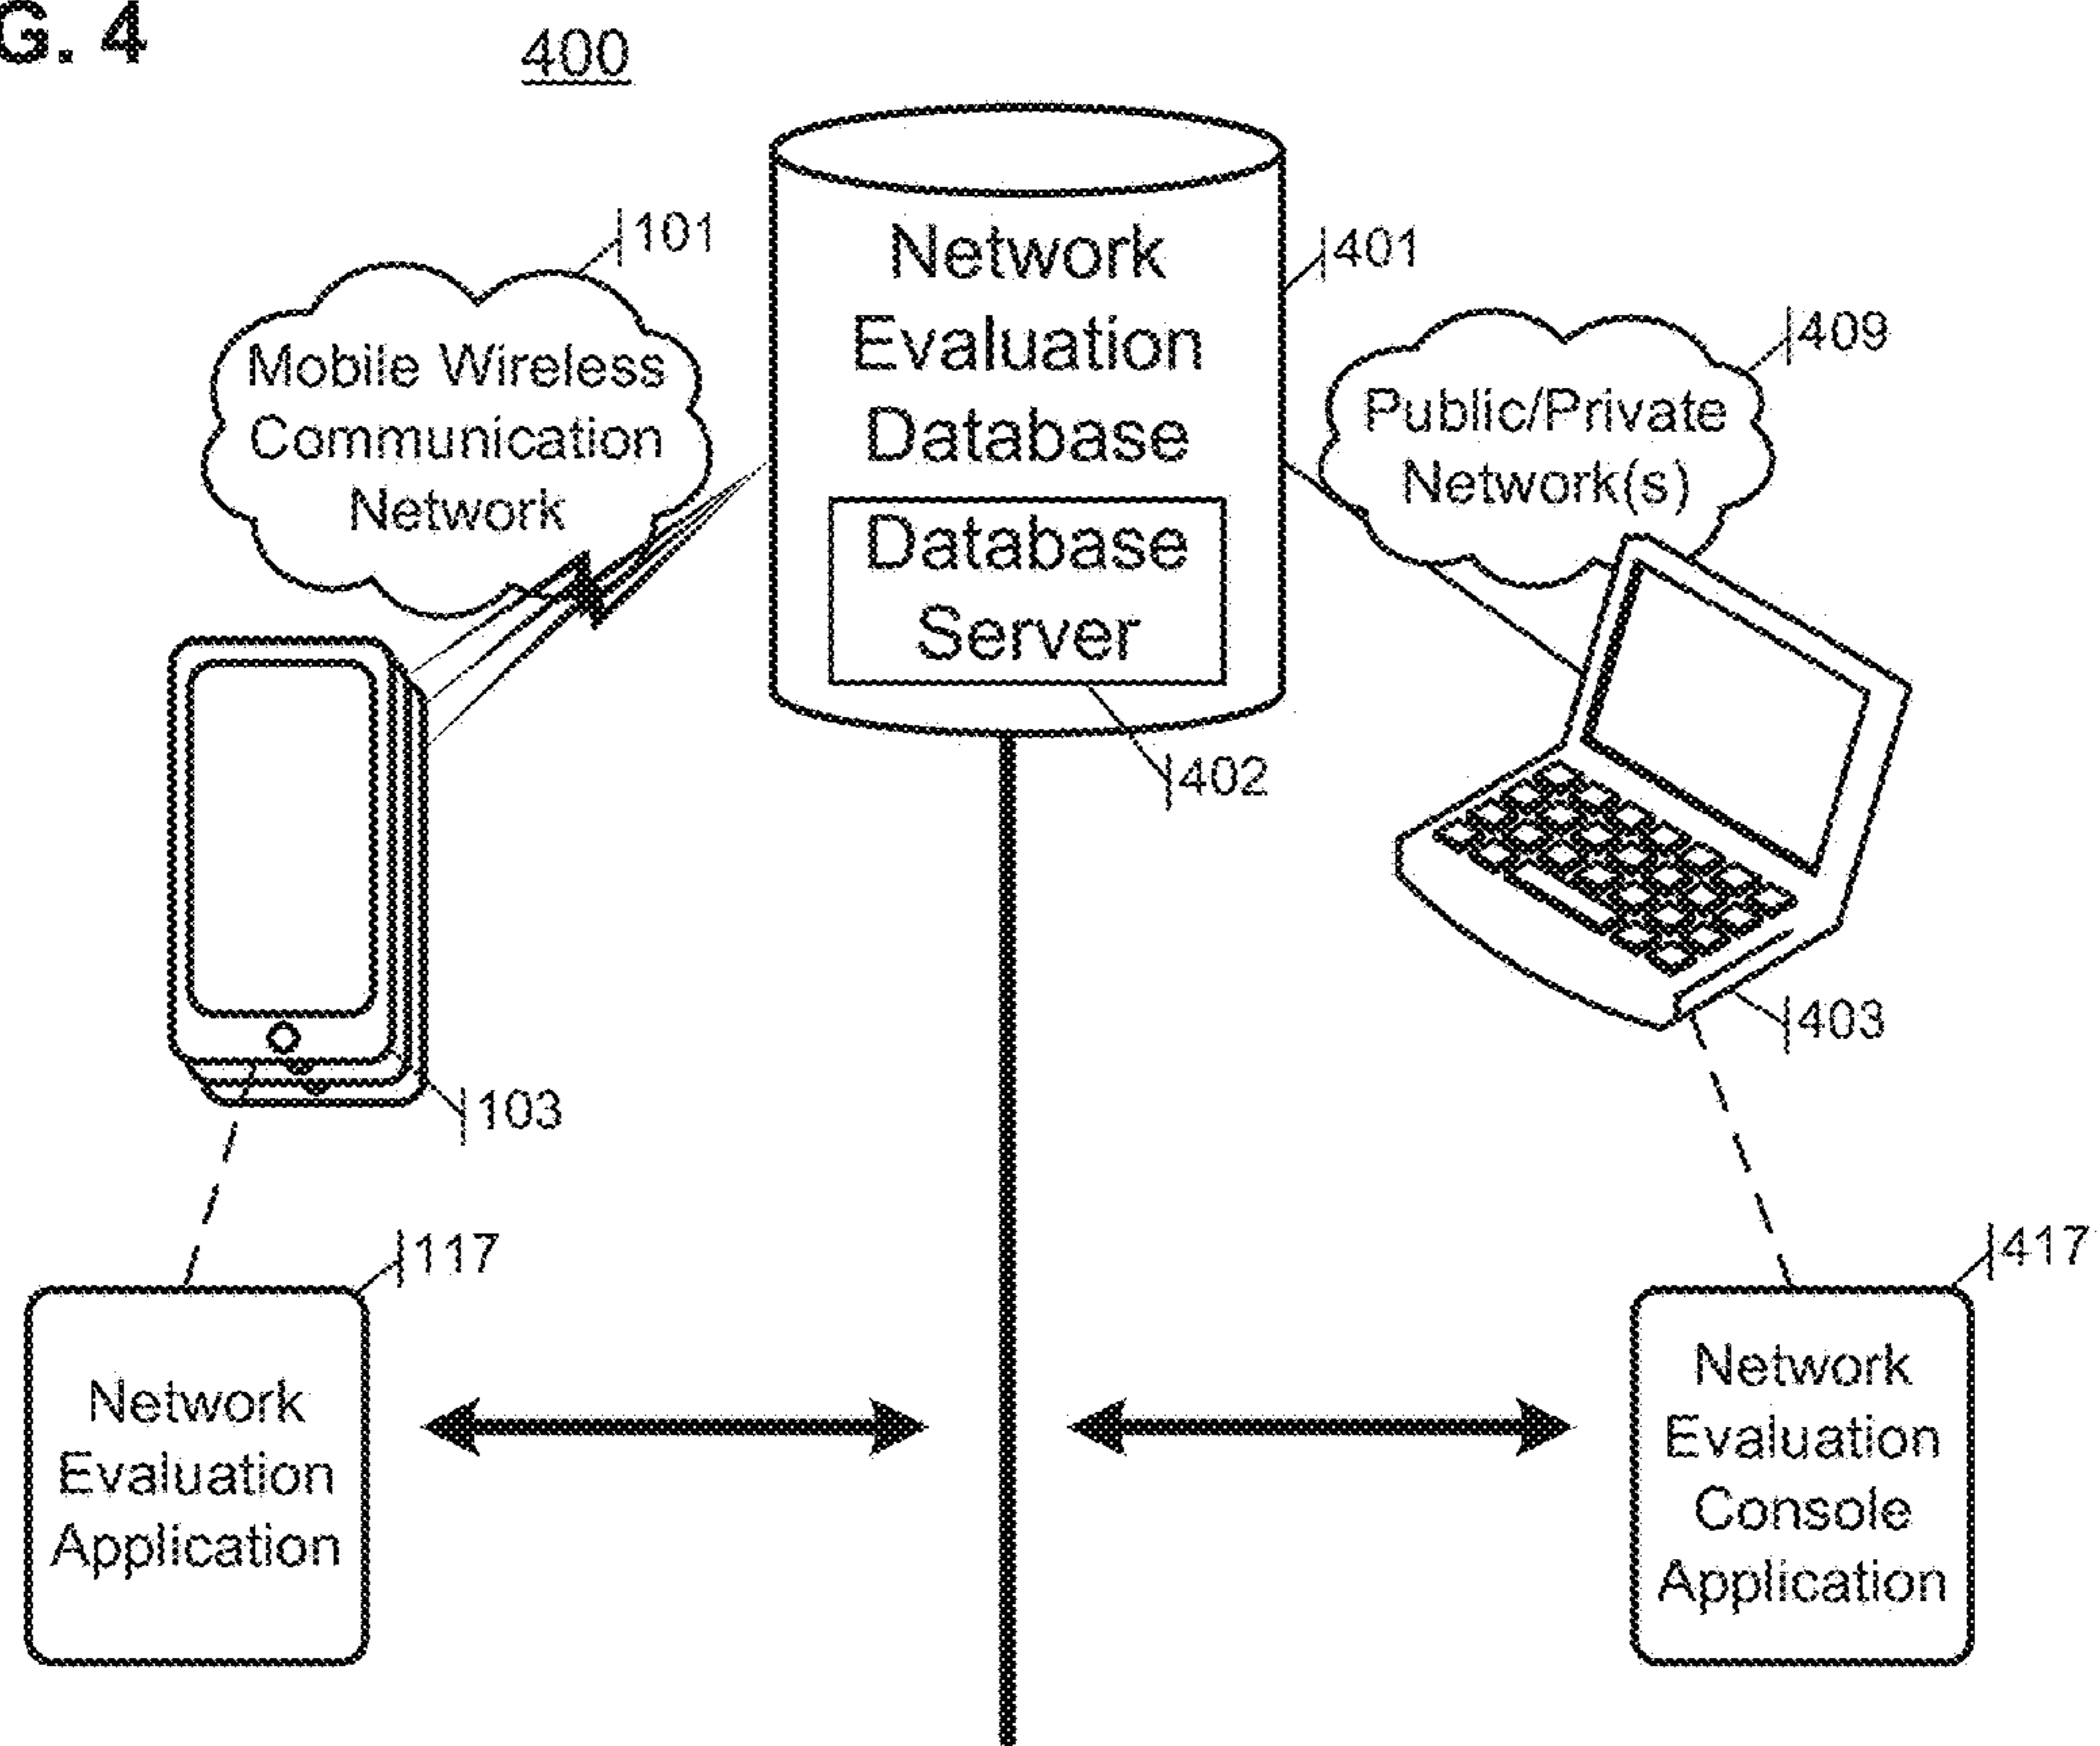 G. 4
400
101
Mobile Wireless
Communication
Network
Network
Evaluation
Database
Database
Server
401
409
Public/Private
Network(s)
402
403
103
117
Network
Evaluation
Application
417
Network
Evaluation
Console
Application